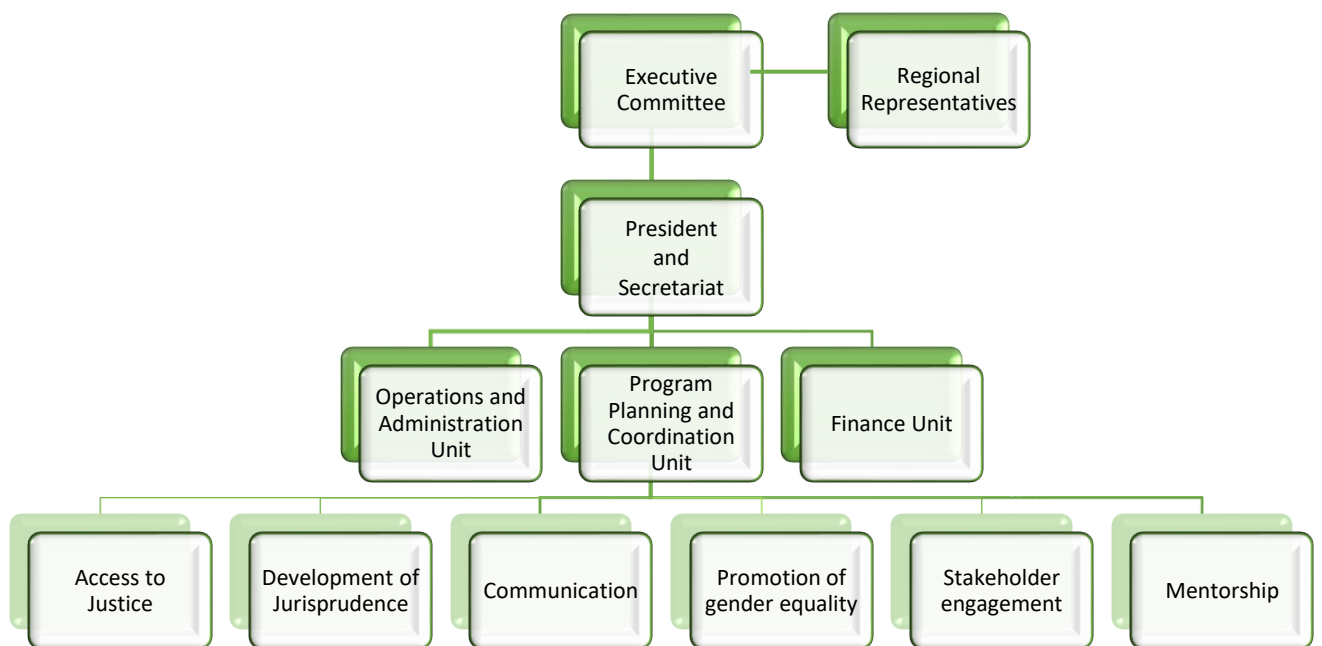 Executive
Committee
Regional
Representatives
President
and
Secretariat
Operations and
Administration
Unit
Program
Planning and
Coordination
Unit
Finance Unit
Access to
Justice
Development of
Jurisprudence
Communication
Promotion of
gender equality
Stakeholder
engagement
Mentorship